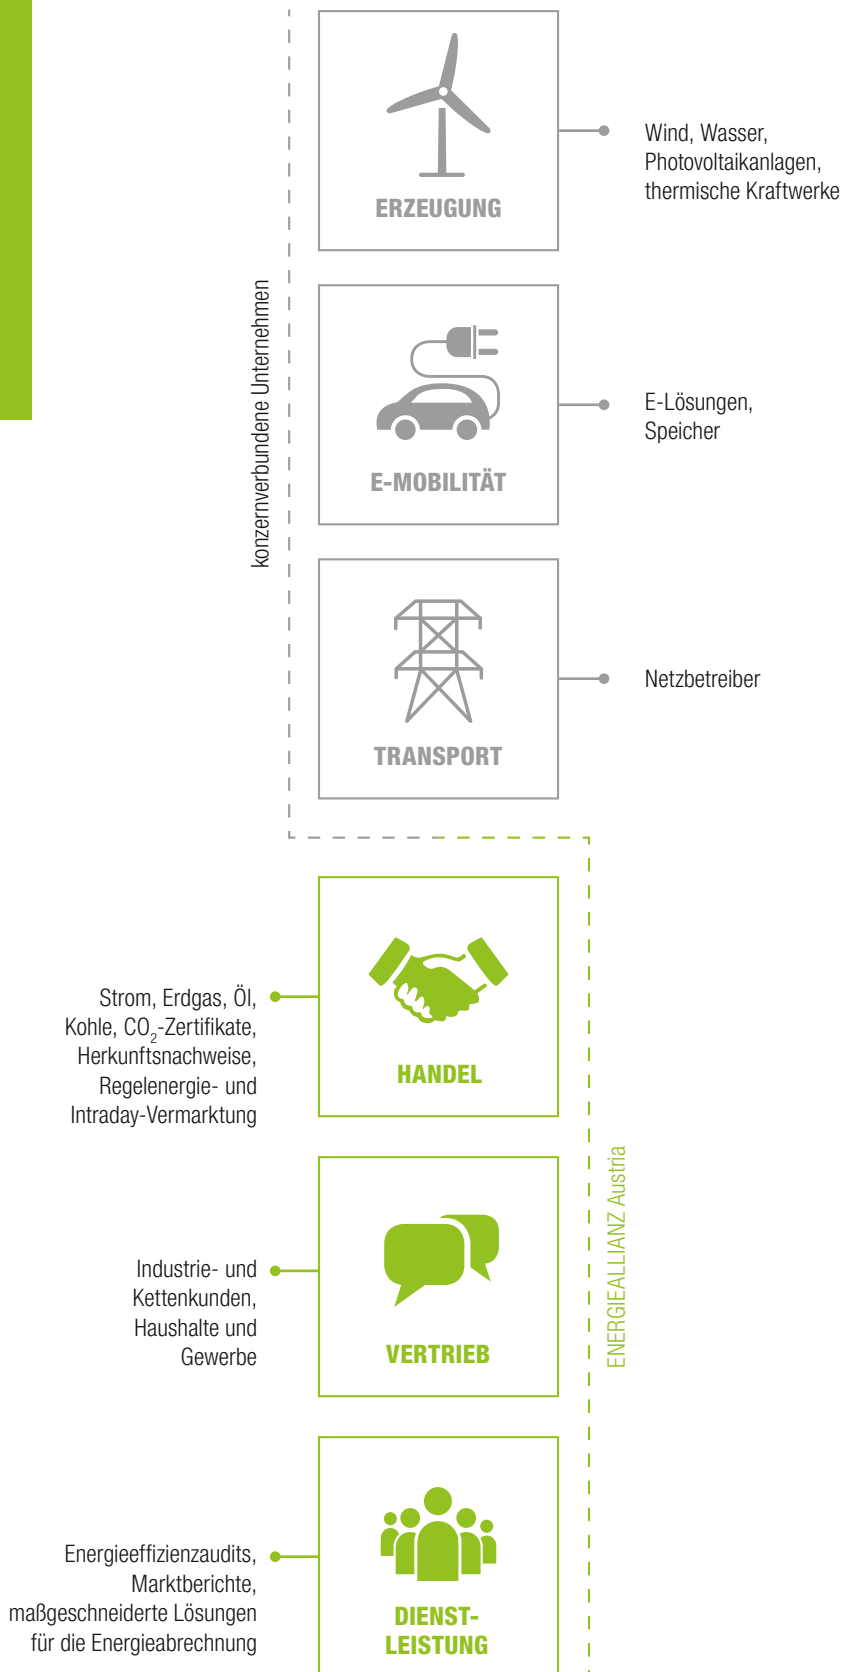 ERZEUGUNG
Wind, Wasser,
Photovoltaikanlagen,
thermische Kraftwerke
konzernverbundene Unternehmen
E-MOBILITÄT
E-Lösungen,
Speicher
TRANSPORT
Netzbetreiber
Strom, Erdgas, Öl,
Kohle, CO₂-Zertifikate,
Herkunftsnachweise,
Regelenergie- und
Intraday-Vermarktung
HANDEL
ENERGIEALLIANZ Austria
Industrie- und
Kettenkunden,
Haushalte und
Gewerbe
VERTRIEB
Energieeffizienzaudits,
Marktberichte,
maßgeschneiderte Lösungen
für die Energieabrechnung
DIENST-
LEISTUNG